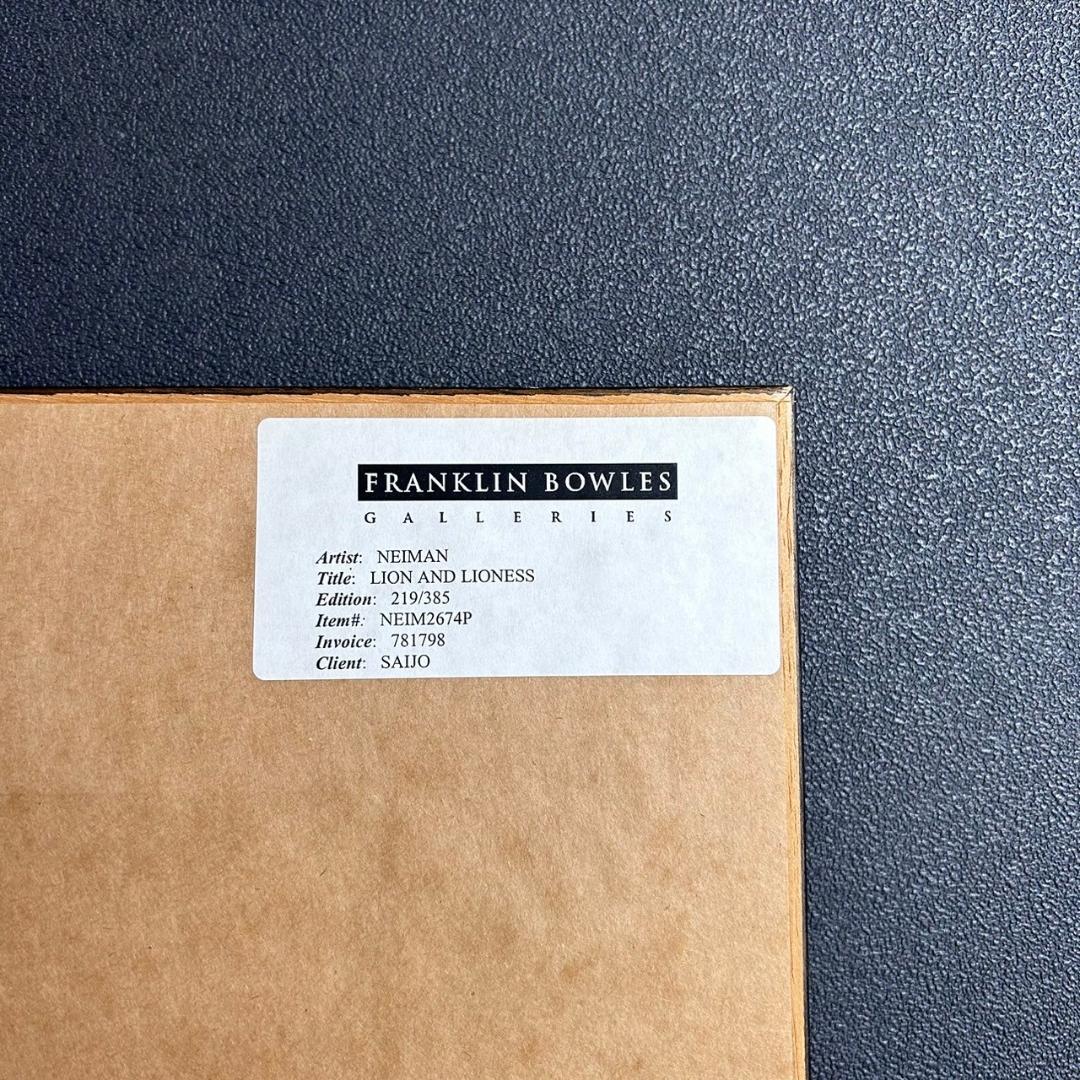 FRANKLIN BOWLES
GALLERIES
Artist: NEIMAN
Title: LION AND LIONESS
Edition: 219/385
Item#: NEIM2674P
Invoice: 781798
Client: SAIJO